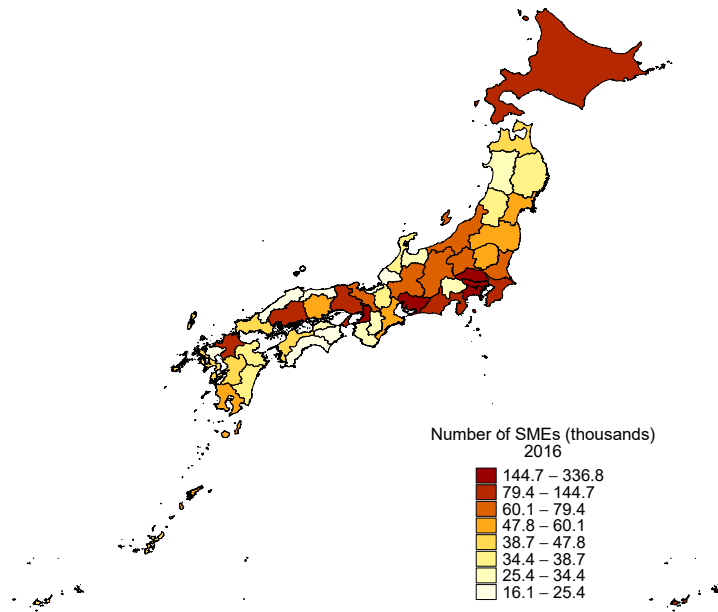 Number of SMEs (thousands)
2016
144.7 – 336.8
79.4 – 144.7
60.1 – 79.4
47.8 – 60.1
38.7 – 47.8
34.4 – 38.7
25.4 – 34.4
16.1 – 25.4